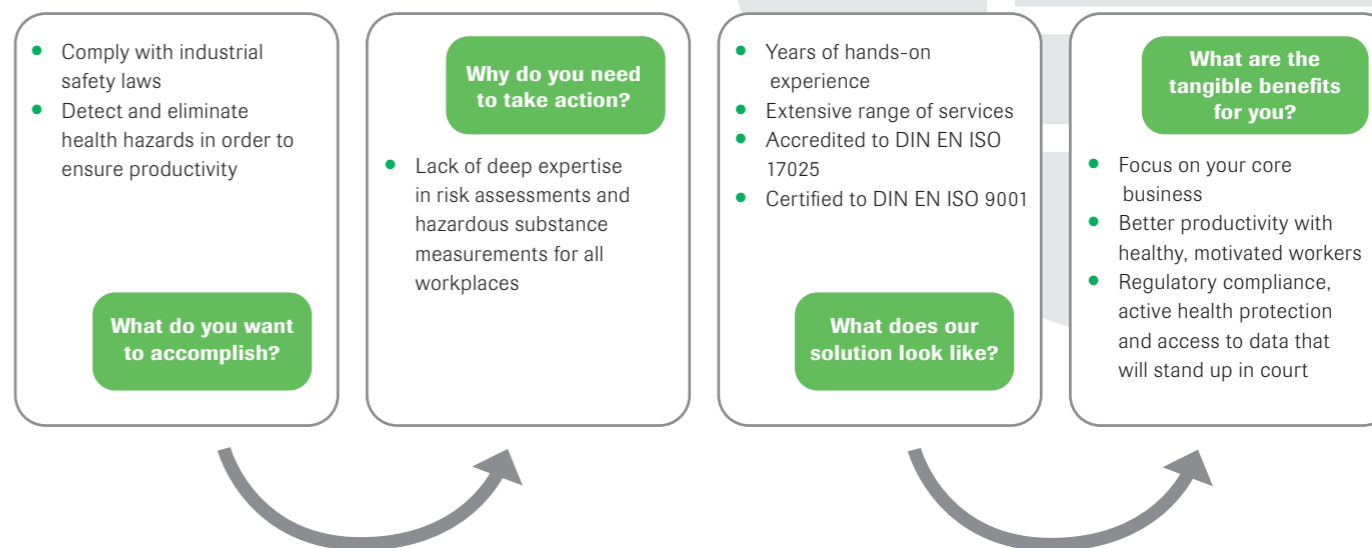 • Comply with industrial
safety laws
• Detect and eliminate
health hazards in order to
ensure productivity
What do you want
to accomplish?
Why do you need
to take action?
• Lack of deep expertise
in risk assessments and
hazardous substance
measurements for all
workplaces
• Years of hands-on
experience
• Extensive range of services
• Accredited to DIN EN ISO
17025
• Certified to DIN EN ISO 9001
What does our
solution look like?
What are the
tangible benefits
for you?
• Focus on your core
business
• Better productivity with
healthy, motivated workers
• Regulatory compliance,
active health protection
and access to data that
will stand up in court